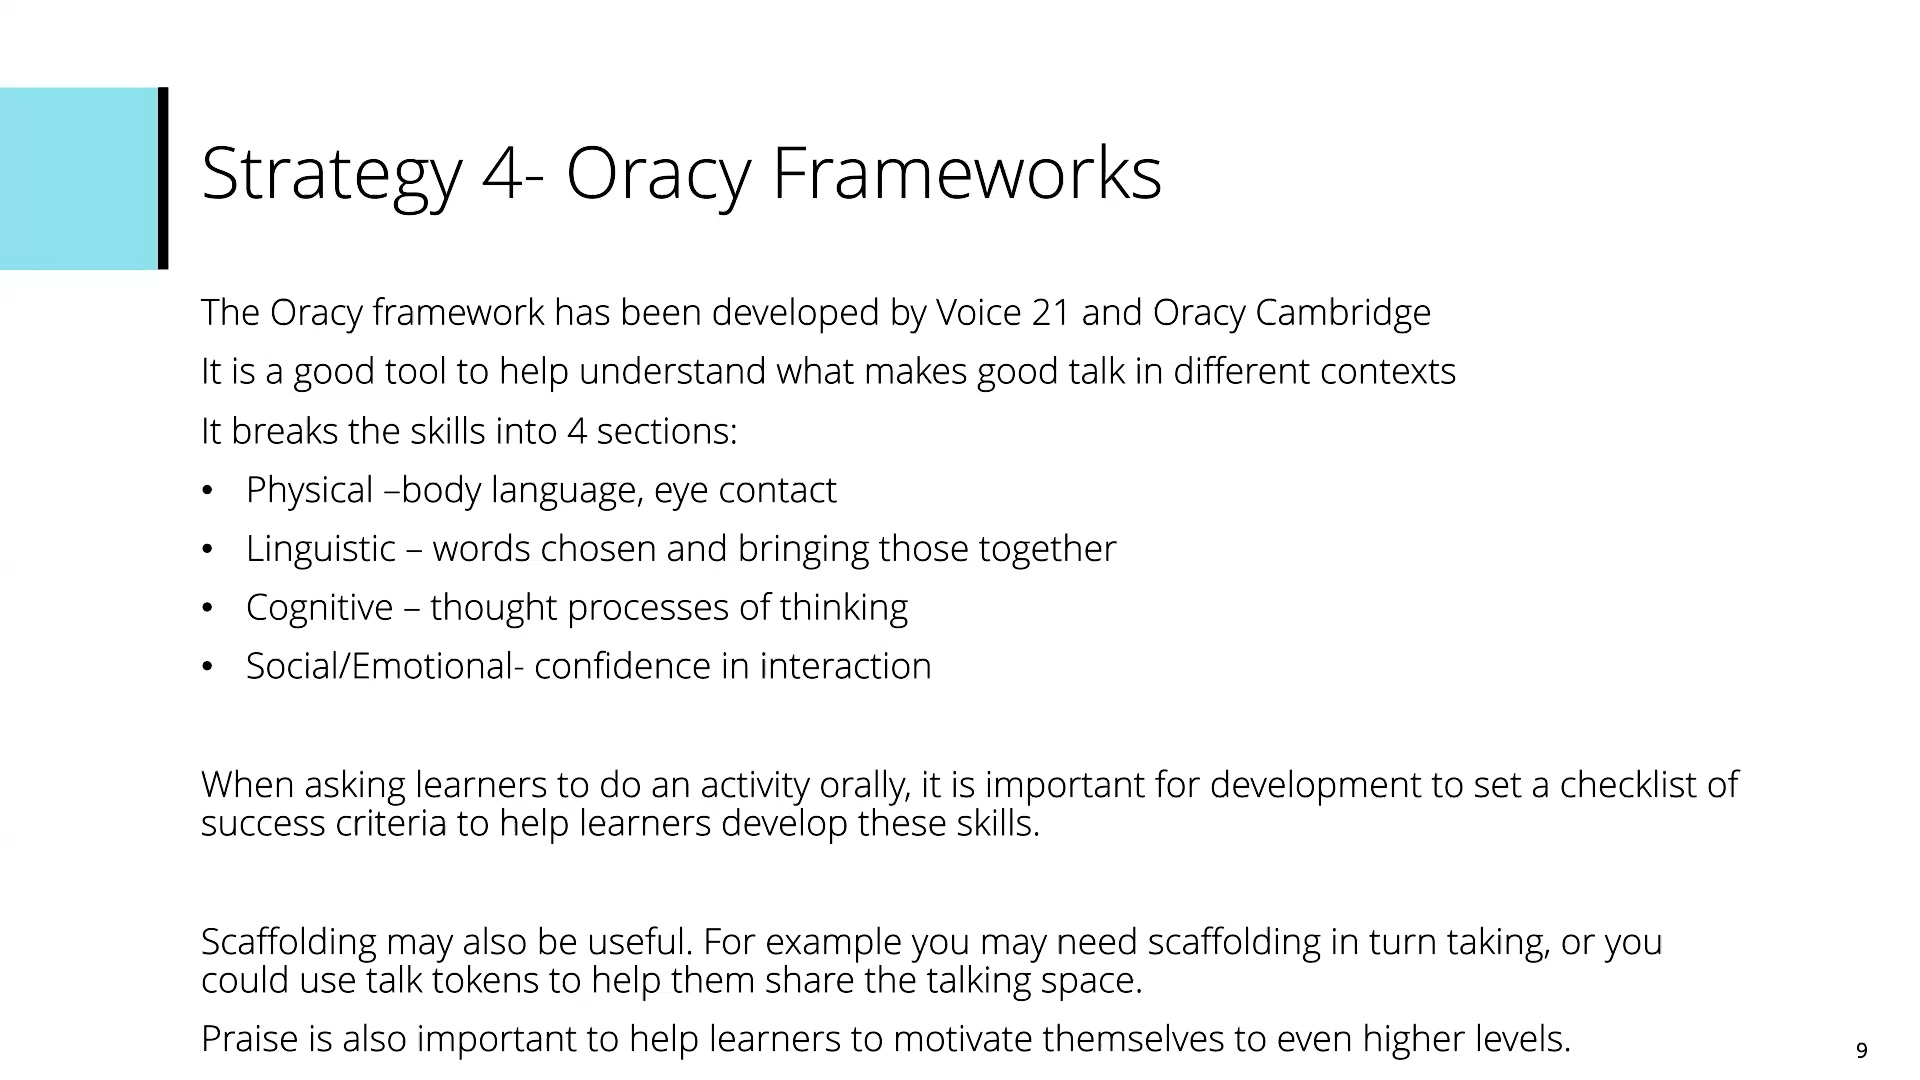 Strategy 4- Oracy Frameworks
The Oracy framework has been developed by Voice 21 and Oracy Cambridge
It is a good tool to help understand what makes good talk in different contexts
It breaks the skills into 4 sections:
• Physical –body language, eye contact
• Linguistic – words chosen and bringing those together
• Cognitive – thought processes of thinking
• Social/Emotional- confidence in interaction
When asking learners to do an activity orally, it is important for development to set a checklist of
success criteria to help learners develop these skills.
Scaffolding may also be useful. For example you may need scaffolding in turn taking, or you
could use talk tokens to help them share the talking space.
Praise is also important to help learners to motivate themselves to even higher levels.
9